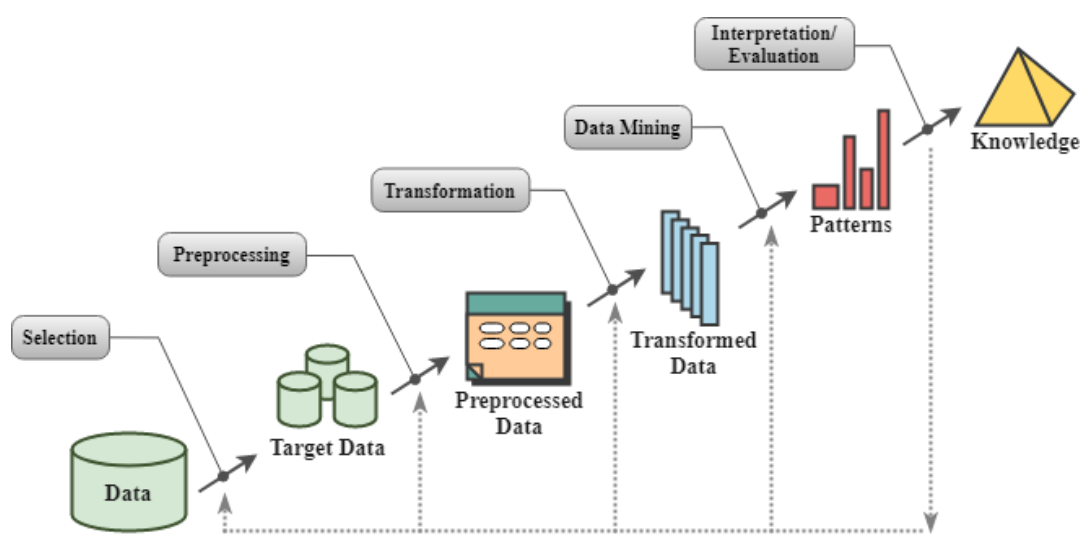 Interpretation/
Evaluation
Knowledge
Data Mining
Patterns
Transformation
Transformed
Data
Preprocessing
Preprocessed
Data
Selection
Target Data
Data